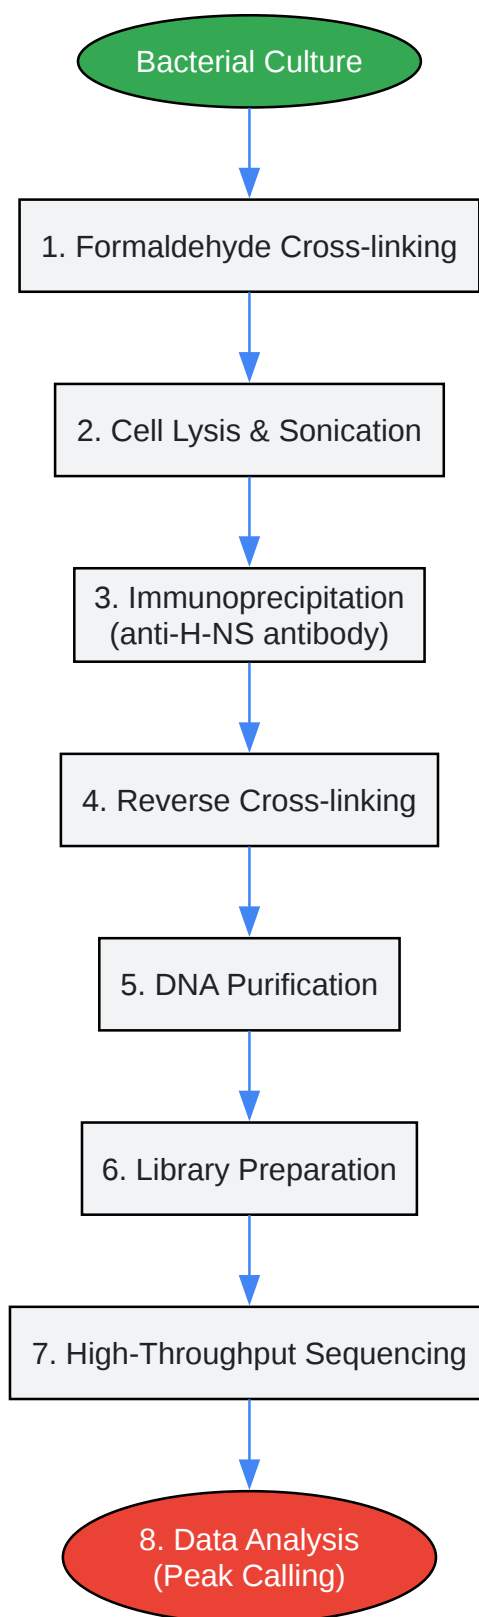 Bacterial Culture
1. Formaldehyde Cross-linking
2. Cell Lysis & Sonication
3. Immunoprecipitation
(anti-H-NS antibody)
4. Reverse Cross-linking
5. DNA Purification
6. Library Preparation
7. High-Throughput Sequencing
8. Data Analysis
(Peak Calling)